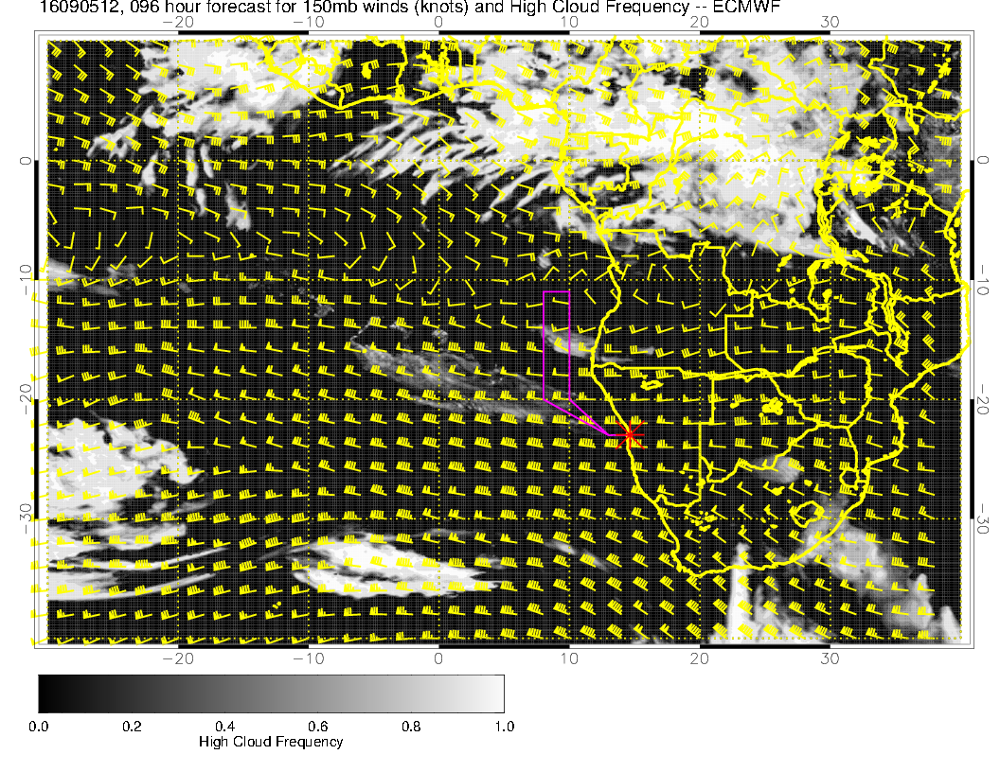 16090512, 096 hour forecast for 150mb winds (knots) and High Cloud Frequency -- ECMWF
−20 −10 0 10 20 30
0 0
−10 −10
−20 −20
−30 −30
−20 −10 0 10 20 30
0.0 0.2 0.4 0.6 0.8 1.0
High Cloud Frequency